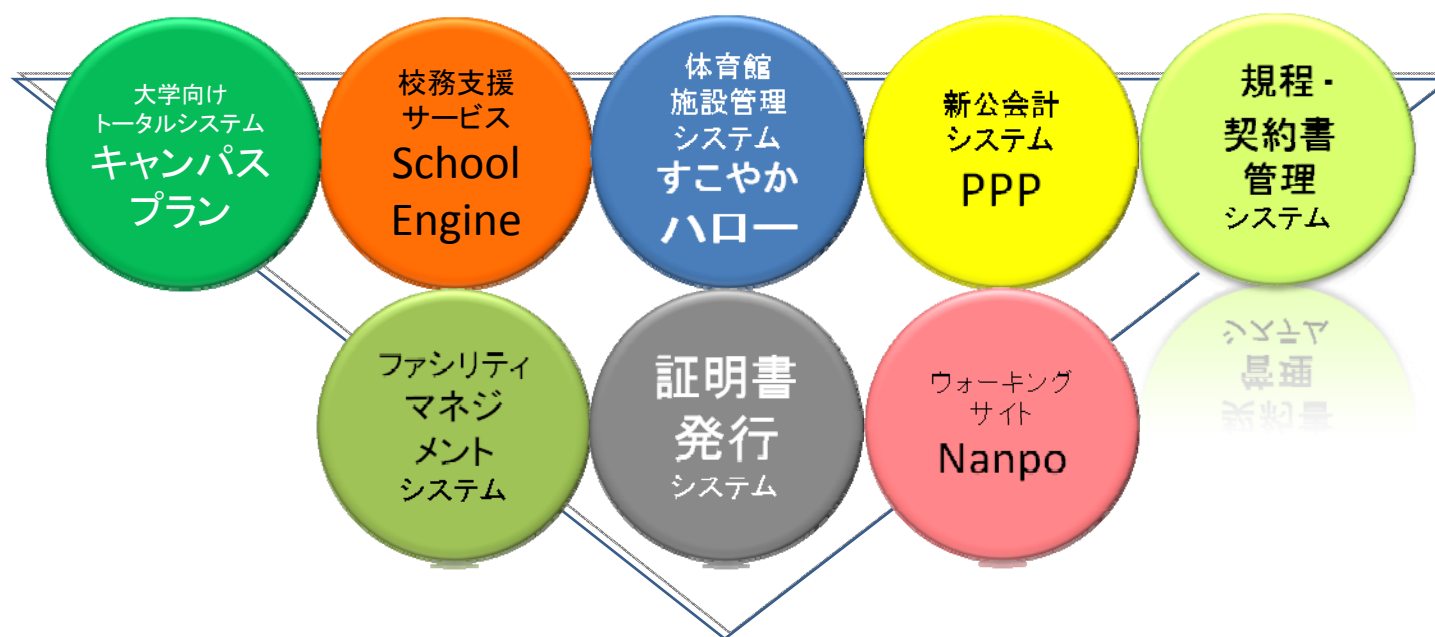 大学向け
トータルシステム
キャンパス
プラン
校務支援
サービス
School
Engine
体育館
施設管理
システム
すこやか
ハロー
新公会計
システム
PPP
規程・
契約書
管理
システム
ファシリティ
マネジ
メント
システム
証明書
発行
システム
ウォーキング
サイト
Nanpo